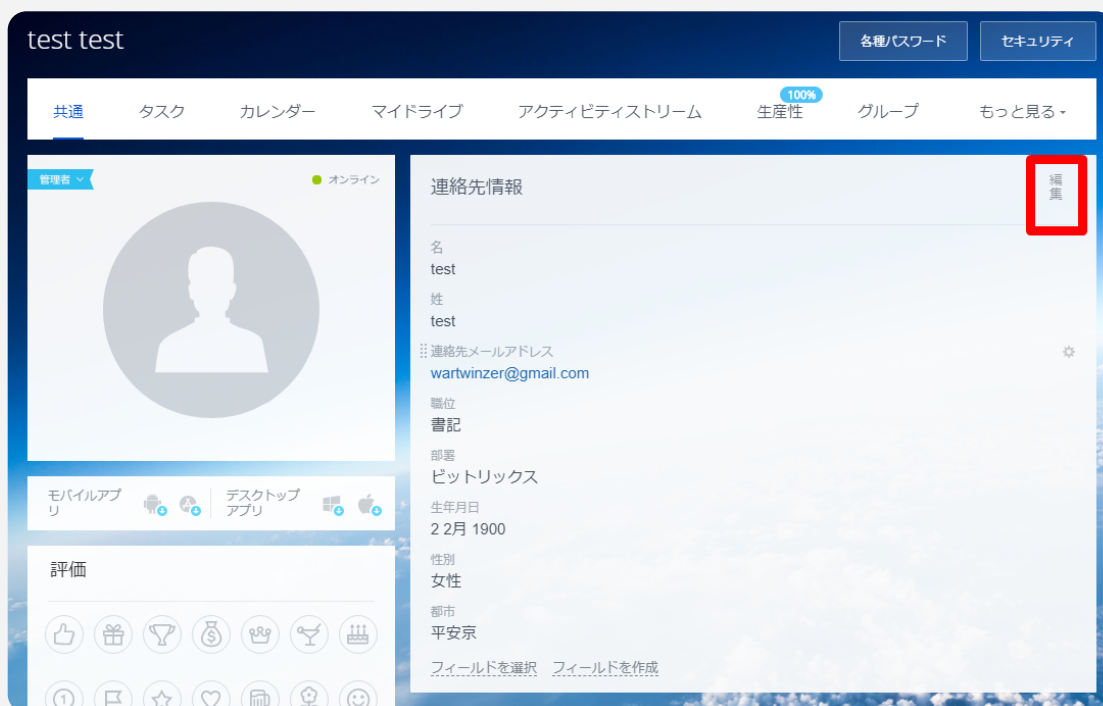 test test
各種パスワード
セキュリティ
共通
タスク
カレンダー
マイドライブ
アクティビティストリーム
生産性
100%
グループ
もっと見る
管理者
オンライン
モバイルアプ
リ
デスクトップ
アプリ
評価
連絡先情報
編
集
名
test
姓
test
連絡先メールアドレス
wartwinzer@gmail.com
職位
書記
部署
ビットリックス
生年月日
2 2月 1900
性別
女性
都市
平安京
フィールドを選択 フィールドを作成